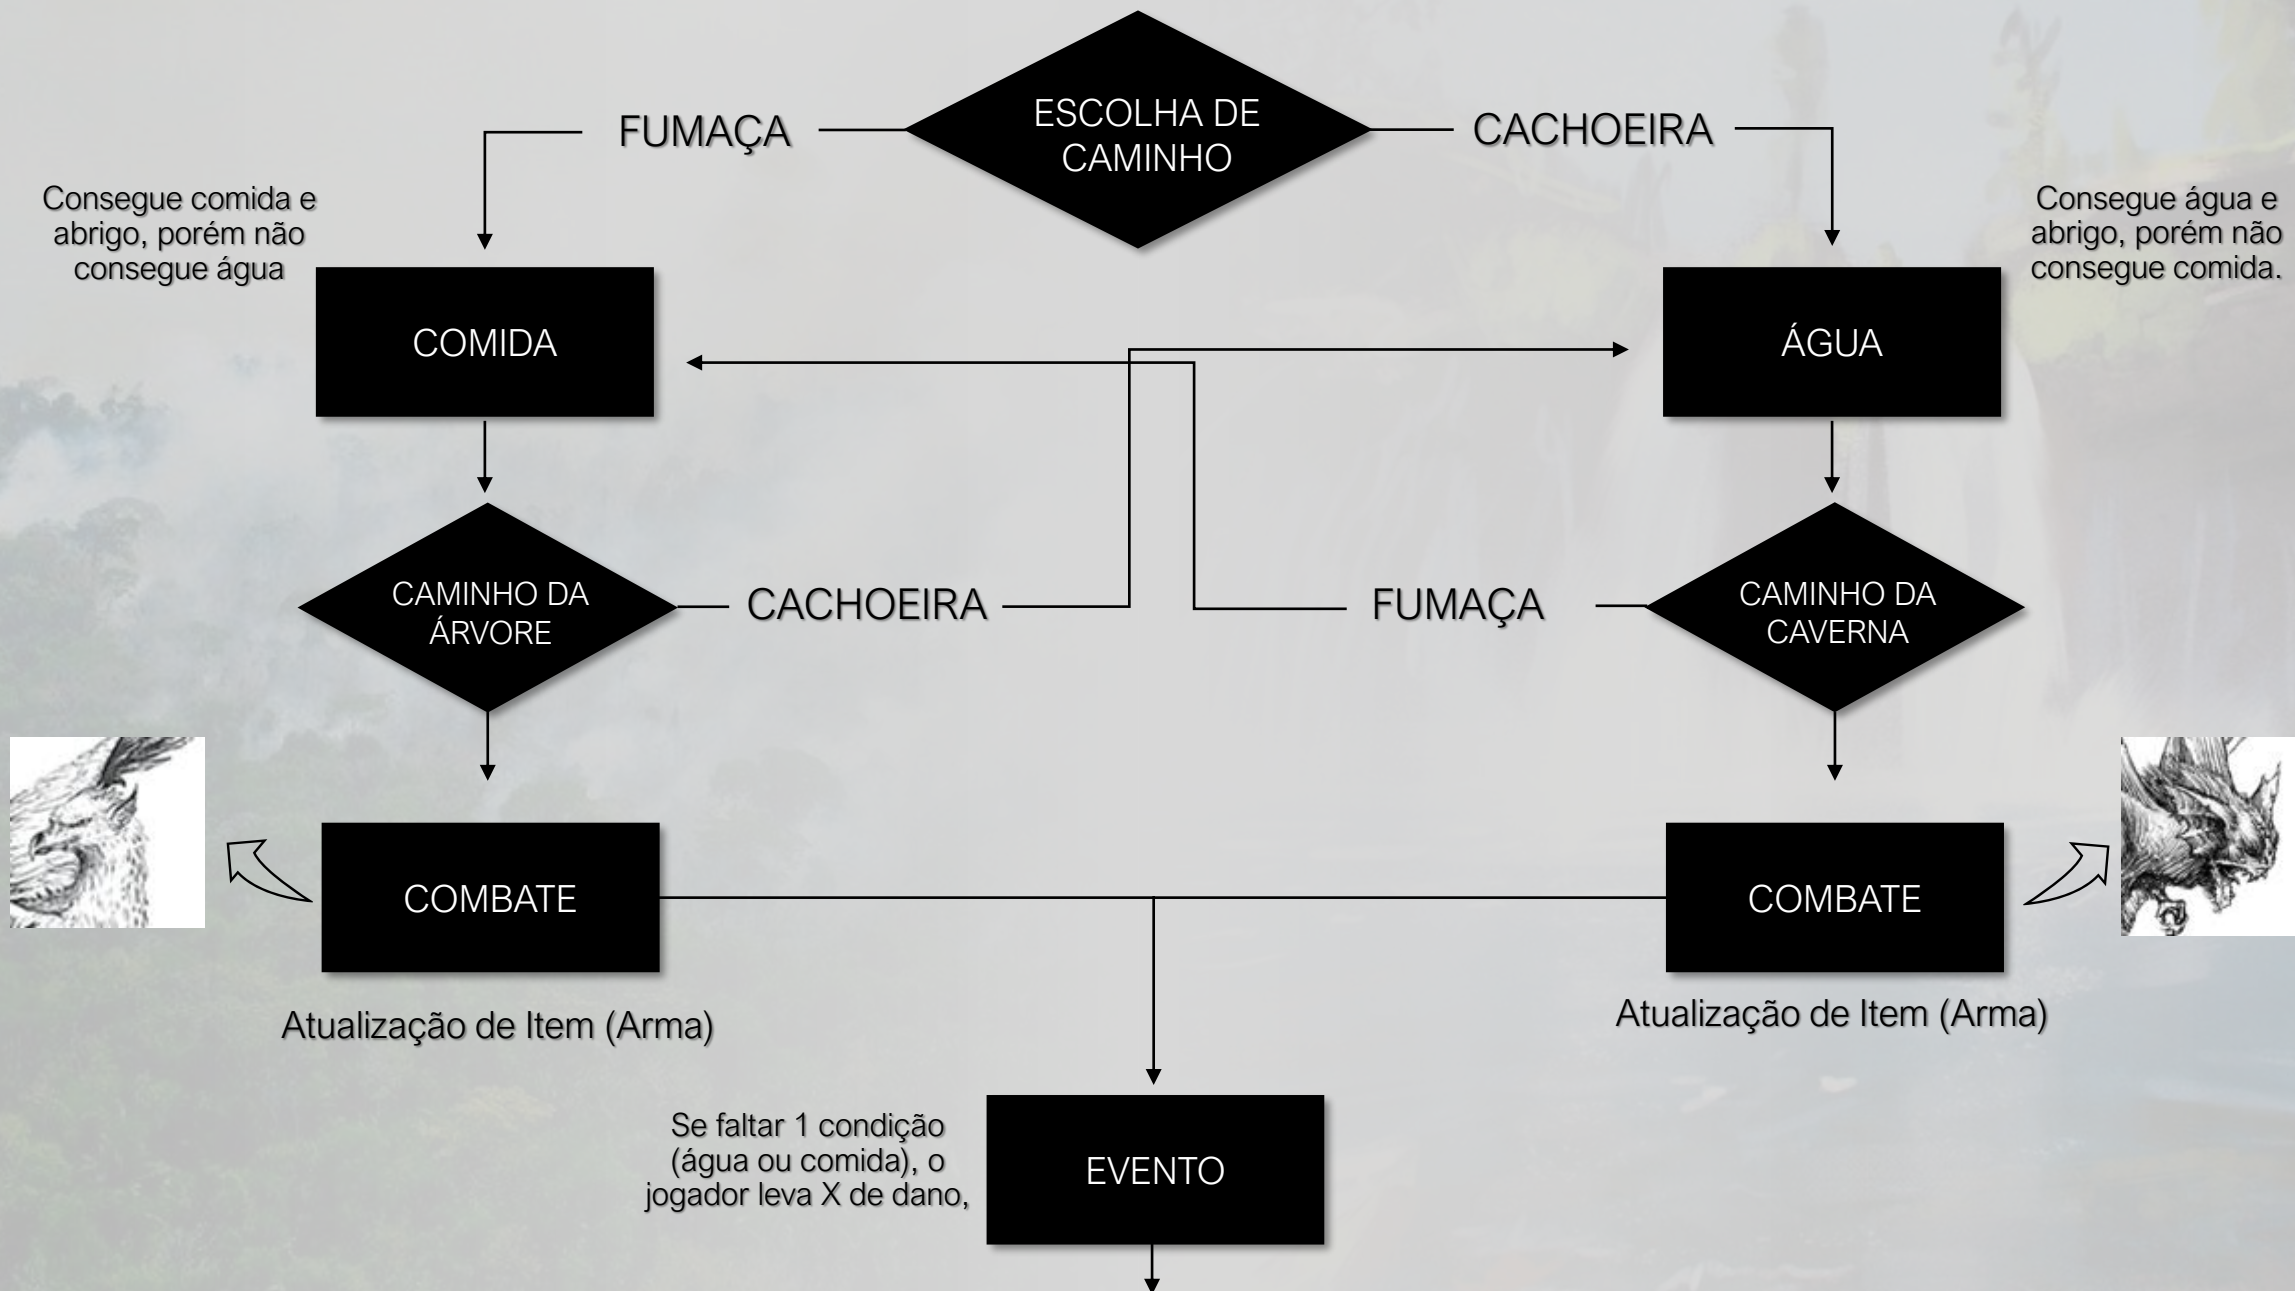 ESCOLHA DE
CAMINHO
FUMAÇA
CACHOEIRA
Consegue comida e
abrigo, porém não
consegue água
Consegue água e
abrigo, porém não
consegue comida.
COMIDA
ÁGUA
CAMINHO DA
ÁRVORE
CACHOEIRA
FUMAÇA
CAMINHO DA
CAVERNA
COMBATE
COMBATE
Atualização de Item (Arma)
Atualização de Item (Arma)
Se faltar 1 condição
(água ou comida), o
jogador leva X de dano,
EVENTO